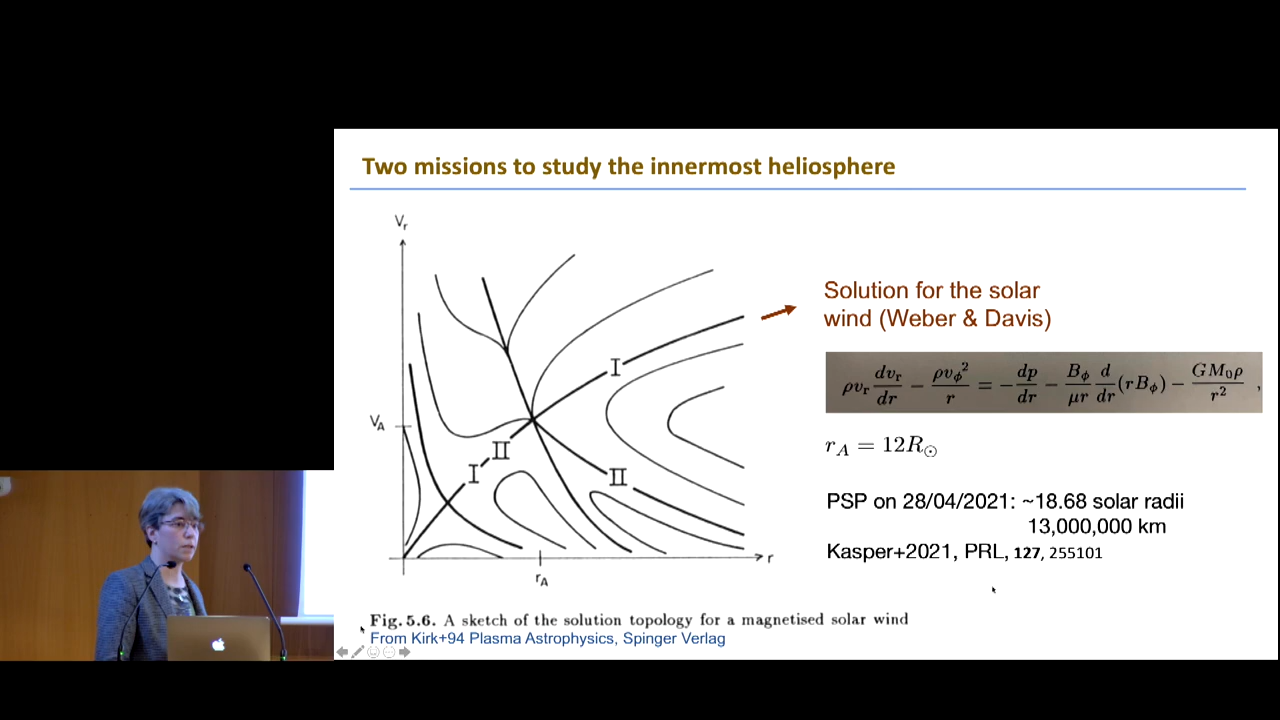 Two missions to study the innermost heliosphere
Vr
Solution for the solar
wind (Weber & Davis)
I
ρv_r dv_r/dr − ρv_ϕ²/r = −dp/dr − B_ϕ/μr d/dr (rB_ϕ) − GM₀ρ/r²,
VA
r_A = 12R_⊙
II
I
II
PSP on 28/04/2021: ~18.68 solar radii
13,000,000 km
Kasper+2021, PRL, 127, 255101
r
rA
Fig. 5.6. A sketch of the solution topology for a magnetised solar wind
From Kirk+94 Plasma Astrophysics, Spinger Verlag